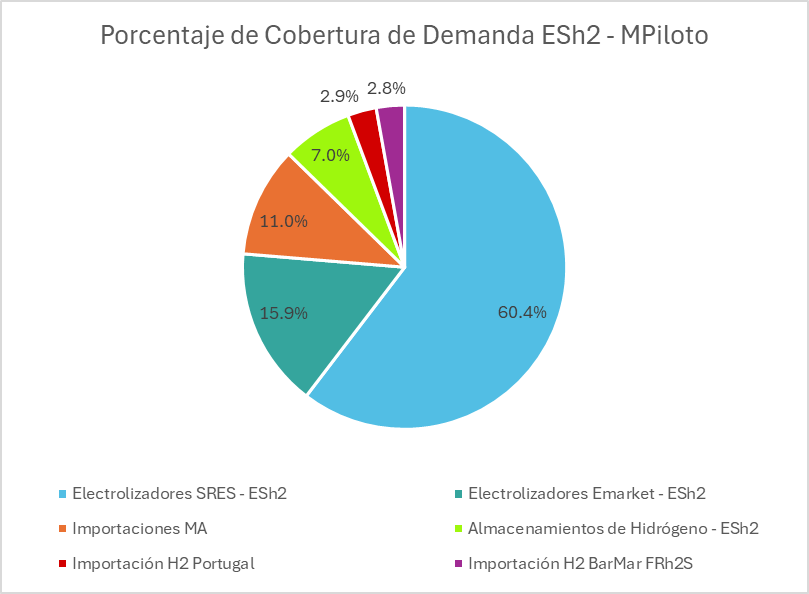 Porcentaje de Cobertura de Demanda ESh2 - MPiloto
2.9%
2.8%
7.0%
11.0%
15.9%
60.4%
Electrolizadores SRES - ESh2
Electrolizadores Emarket - ESh2
Importaciones MA
Almacenamientos de Hidrógeno - ESh2
Importación H2 Portugal
Importación H2 BarMar FRh2S